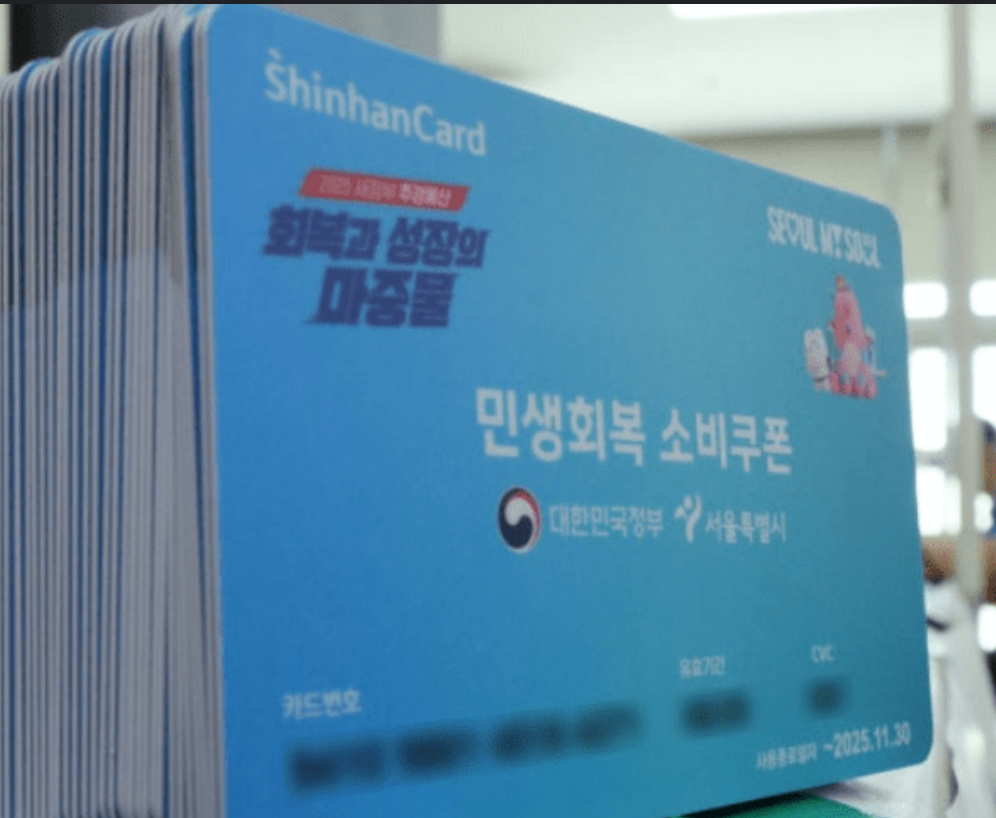 ShinhanCard
2025 새정부 추경예산
회복과 성장의
마중물
SEOUL MY SOUL
민생회복 소비쿠폰
대한민국정부 서울특별시
카드번호
유효기간
CVC
사용종료일자 ~2025.11.30